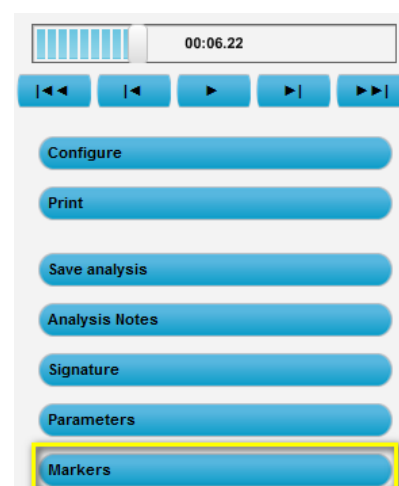 00:06.22
Configure
Print
Save analysis
Analysis Notes
Signature
Parameters
Markers